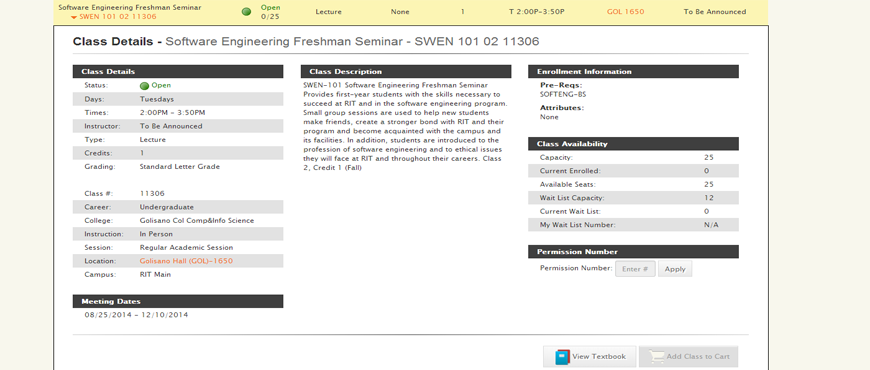 Software Engineering Freshman Seminar
SWEN 101 02 11306
Open
0/25
Lecture
None
1
T 2:00PM-3:50P
GOL 1650
To Be Announced
Class Details - Software Engineering Freshman Seminar - SWEN 101 02 11306
Class Details
Status: Open
Days: Tuesdays
Times: 2:00PM - 3:50PM
Instructor: To Be Announced
Type: Lecture
Credits: 1
Grading: Standard Letter Grade
Class #: 11306
Career: Undergraduate
College: Golisano Col Comp&Info Science
Instruction: In Person
Session: Regular Academic Session
Location: Golisano Hall (GOL)-1650
Campus: RIT Main
Meeting Dates
08/25/2014 - 12/10/2014
Class Description
SWEN-101 Software Engineering Freshman Seminar
Provides first-year students with the skills necessary to
succeed at RIT and in the software engineering program.
Small group sessions are used to help new students
make friends, create a stronger bond with RIT and their
program and become acquainted with the campus and
its facilities. In addition, students are introduced to the
profession of software engineering and to ethical issues
they will face at RIT and throughout their careers. Class
2, Credit 1 (Fall)
Enrollment Information
Pre-Reqs:
SOFTENG-BS
Attributes:
None
Class Availability
Capacity: 25
Current Enrolled: 0
Available Seats: 25
Wait List Capacity: 12
Current Wait List: 0
My Wait List Number: N/A
Permission Number
Permission Number: Enter # Apply
View Textbook
Add Class to Cart